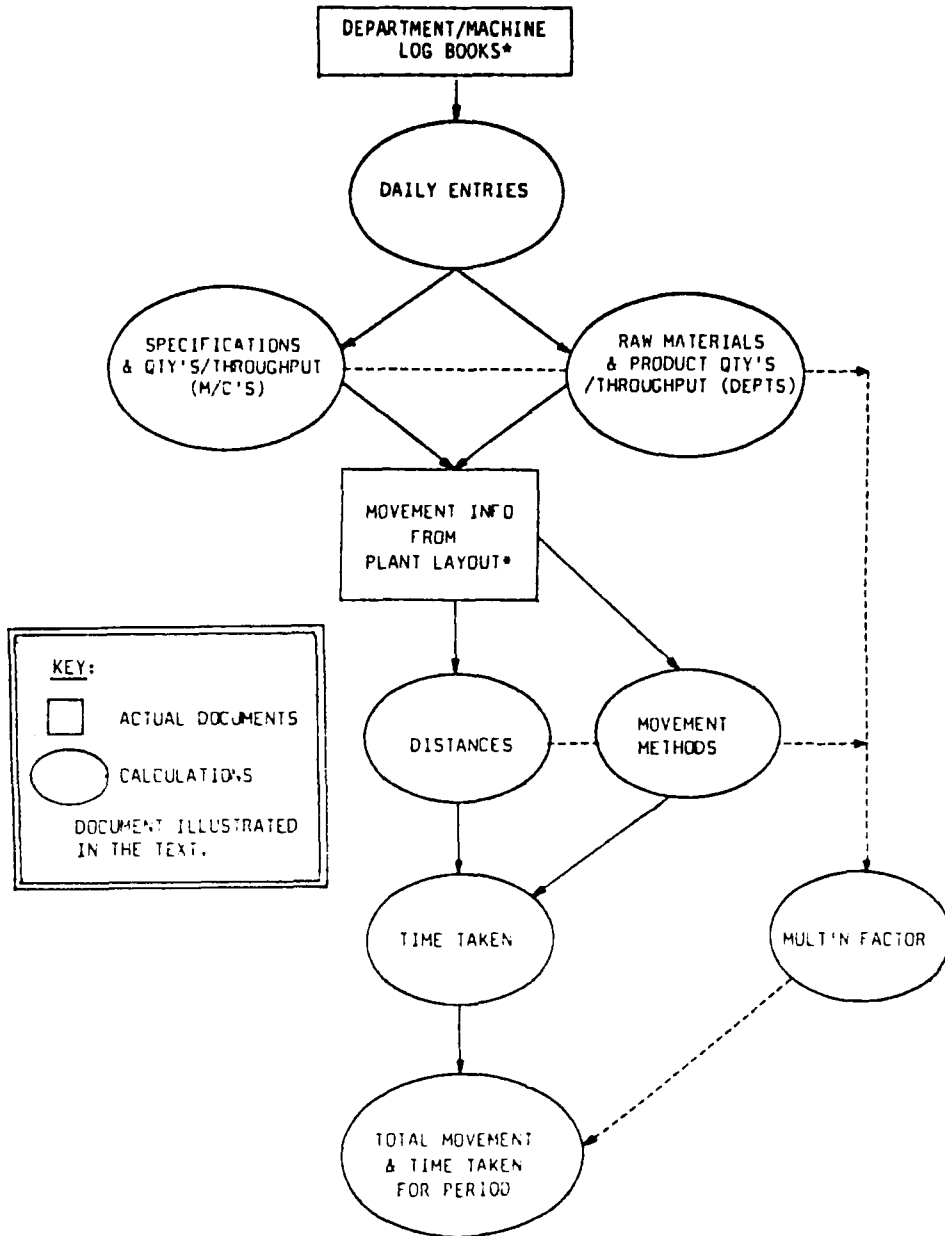 DEPARTMENT/MACHINE
LOG BOOKS*
DAILY ENTRIES
SPECIFICATIONS
& QTY'S/THROUGHPUT
(M/C'S)
RAW MATERIALS
& PRODUCT QTY'S
/THROUGHPUT (DEPTS)
MOVEMENT INFO
FROM
PLANT LAYOUT*
KEY:
ACTUAL DOCUMENTS
CALCULATIONS
DOCUMENT ILLUSTRATED
IN THE TEXT.
DISTANCES
MOVEMENT
METHODS
TIME TAKEN
MULT'N FACTOR
TOTAL MOVEMENT
& TIME TAKEN
FOR PERIOD